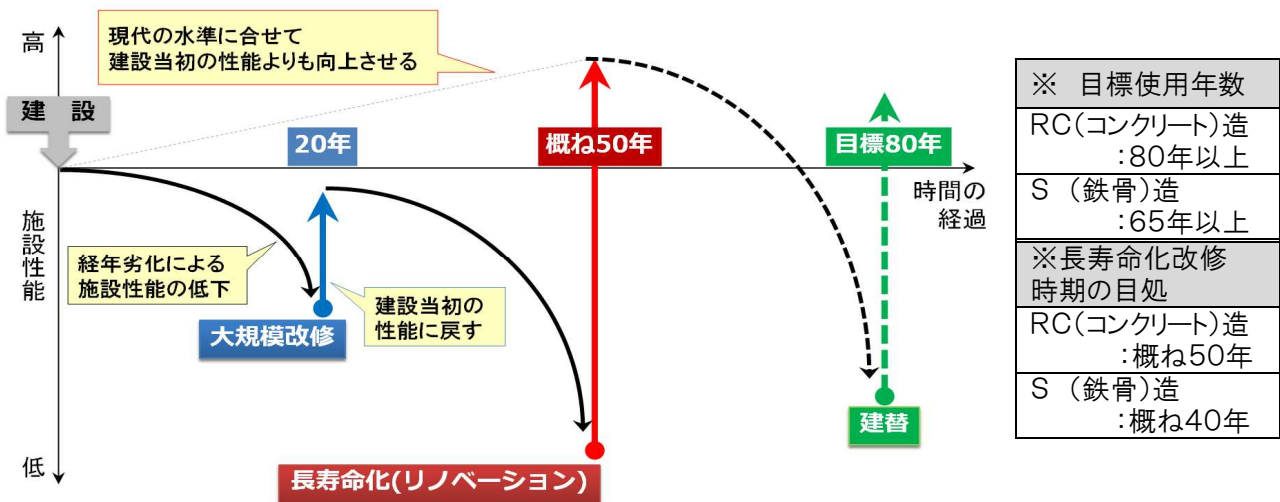 高
現代の水準に合せて
建設当初の性能よりも向上させる
建 設
20年
概ね50年
目標80年
時間の
経過
施設性能
経年劣化による
施設性能の低下
大規模改修
建設当初の
性能に戻す
建替
低
長寿命化(リノベーション)
※ 目標使用年数
RC(コンクリート)造
:80年以上
S (鉄骨)造
:65年以上
※長寿命化改修
時期の目処
RC(コンクリート)造
:概ね50年
S (鉄骨)造
:概ね40年